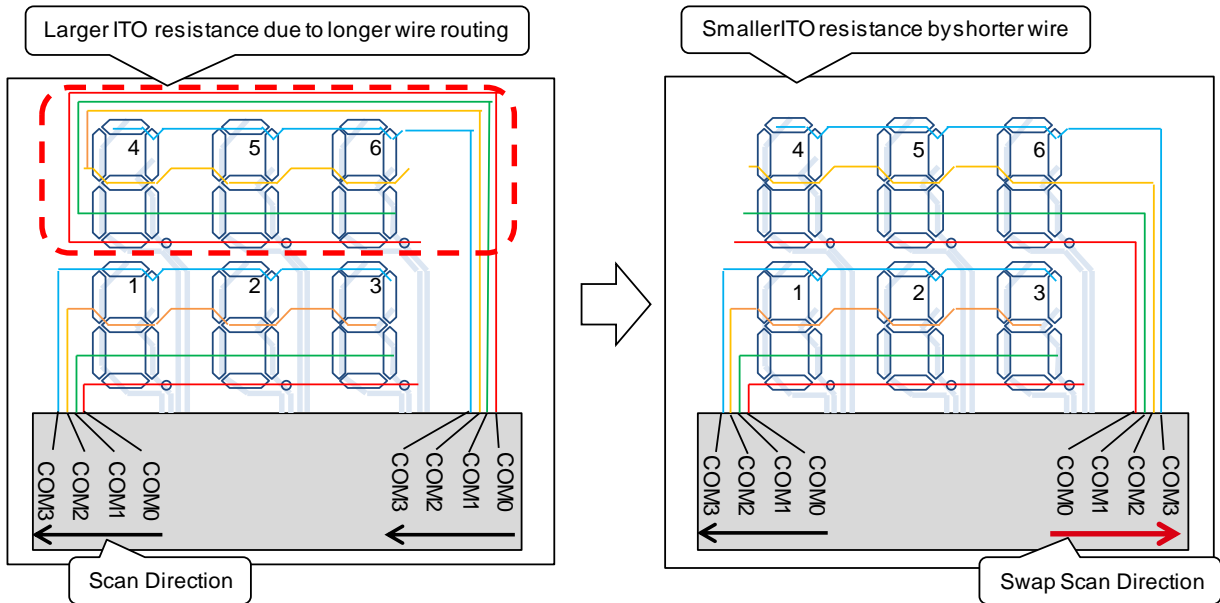 Larger ITO resistance due to longer wire routing
SmallerITO resistance byshorter wire
4 5 6
1 2 3
COM3 COM2 COM1 COM0
COM3 COM2 COM1 COM0
Scan Direction
4 5 6
1 2 3
COM3 COM2 COM1 COM0
COM0 COM1 COM2 COM3
Swap Scan Direction